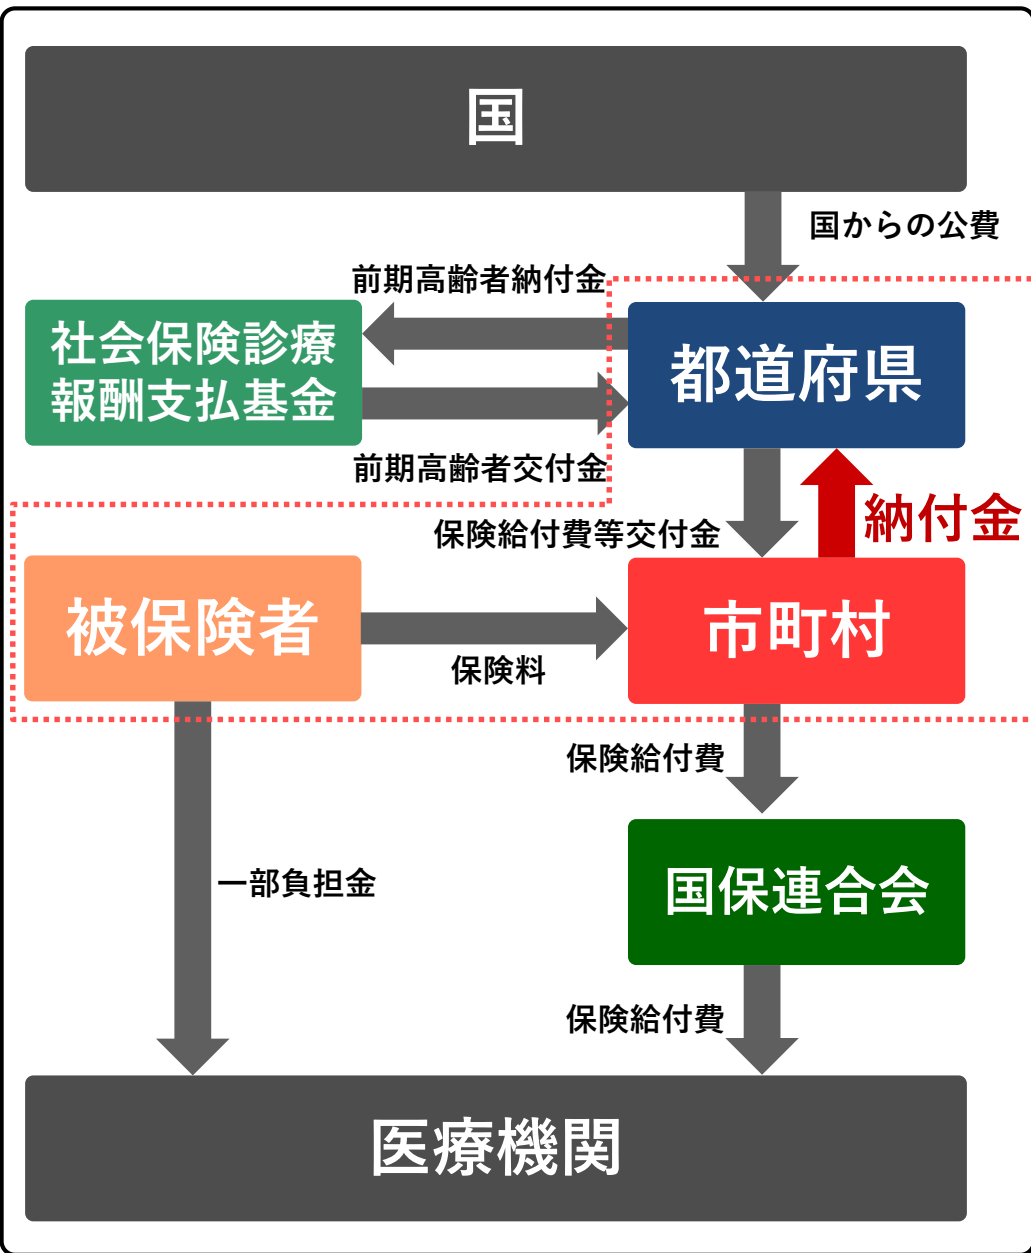 国
国からの公費
前期高齢者納付金
社会保険診療
報酬支払基金
都道府県
前期高齢者交付金
保険給付費等交付金
納付金
被保険者
保険料
市町村
保険給付費
一部負担金
国保連合会
保険給付費
医療機関